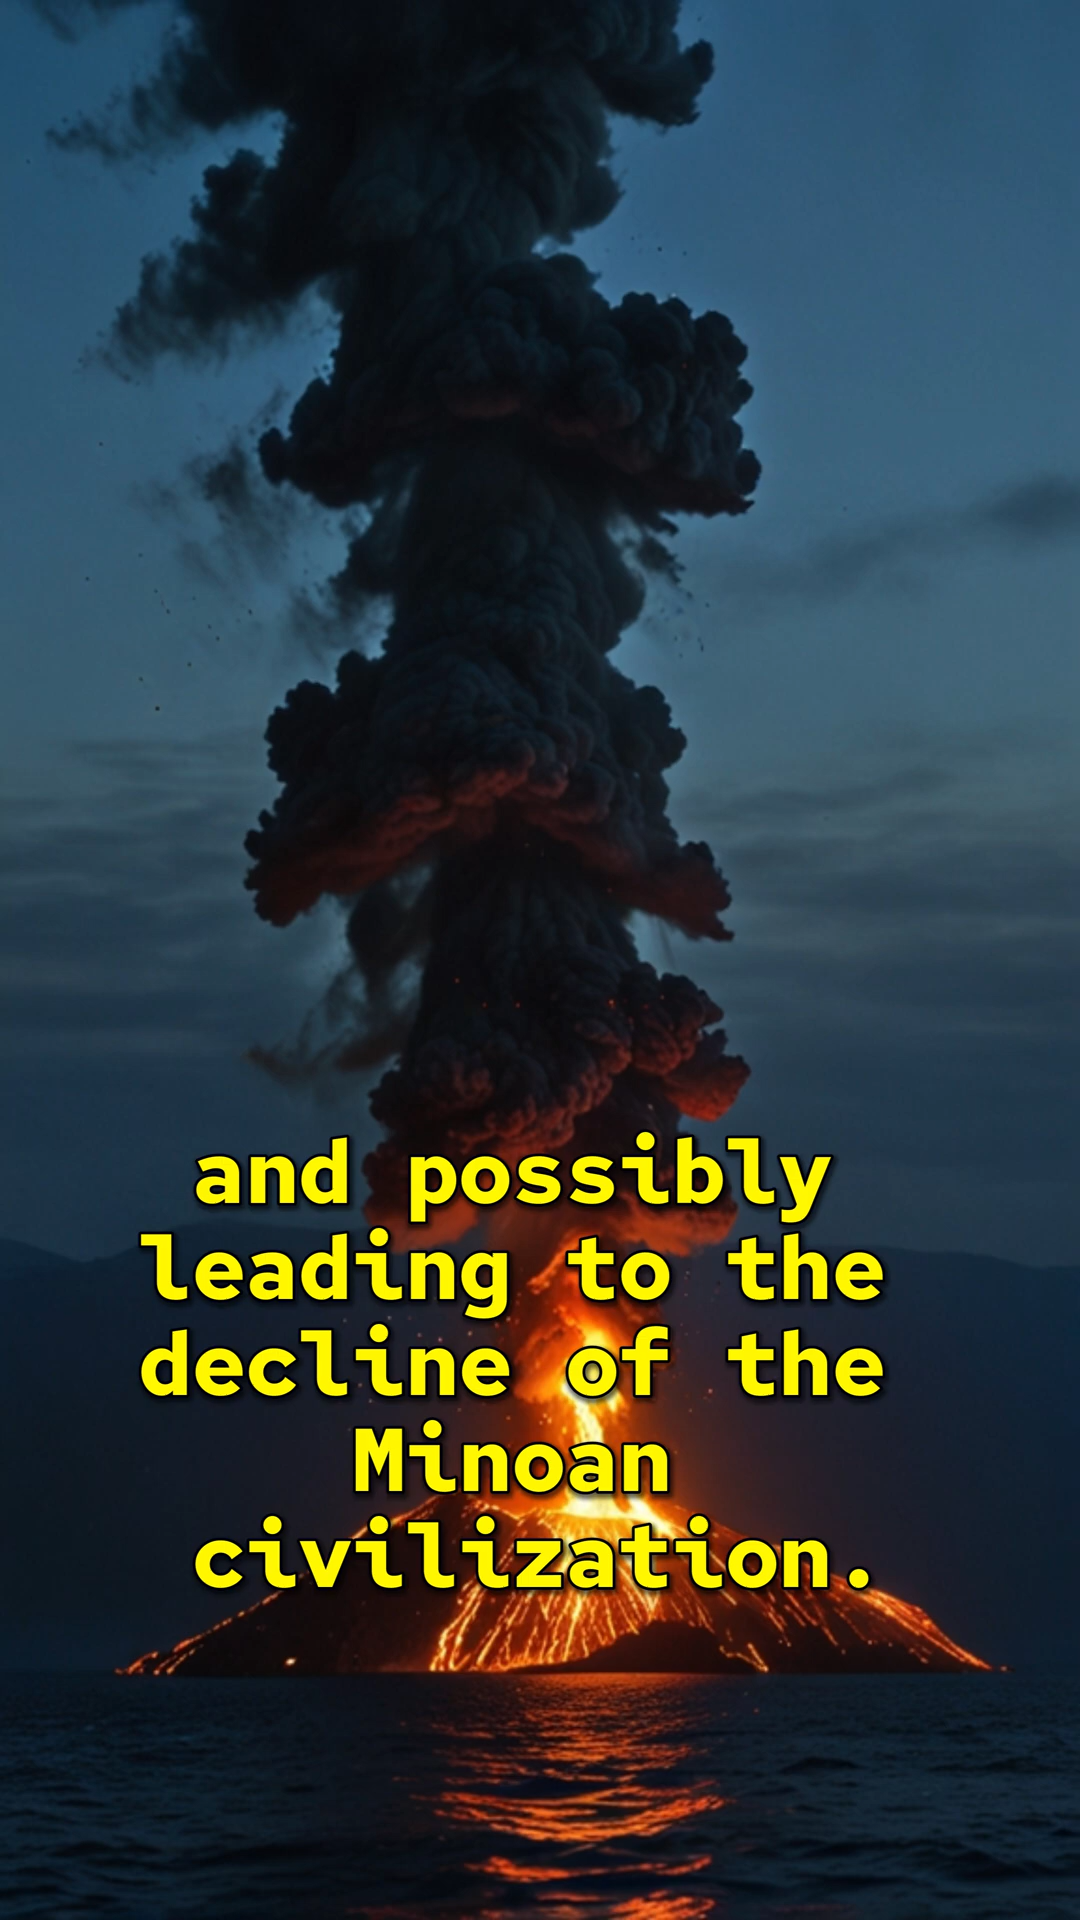 and possibly
leading to the
decline of the
Minoan
civilization.